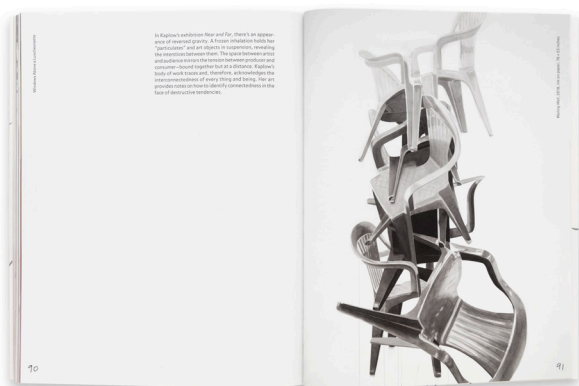 In Kaplow's exhibition Near and Far, there's an appear-
ance of reversed gravity. A frozen inhalation holds her
"particulates" and art objects in suspension, revealing
the interstices between them. The space between artist
and audience mirrors the tension between producer and
consumer—bound together but at a distance. Kaplow's
body of work traces and, therefore, acknowledges the
interconnectedness of every thing and being. Her art
provides notes on how to identify connectedness in the
face of destructive tendencies.
90
91